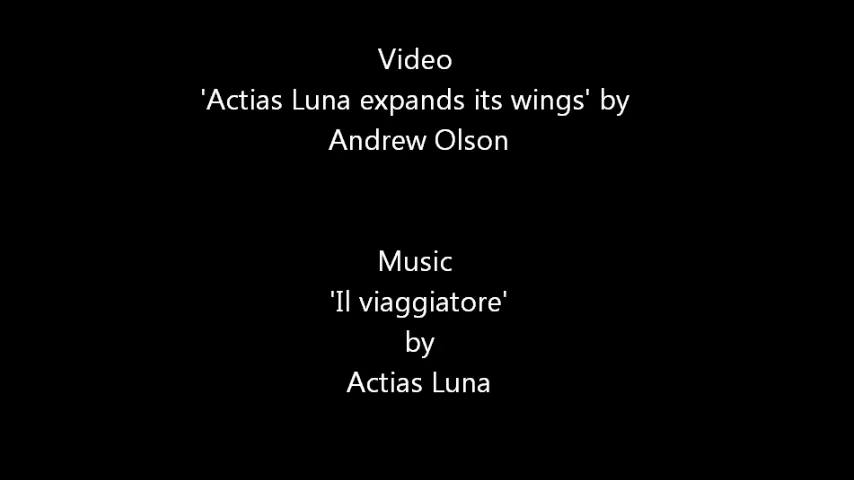 Video
'Actias Luna expands its wings' by
Andrew Olson
Music
'Il viaggiatore'
by
Actias Luna